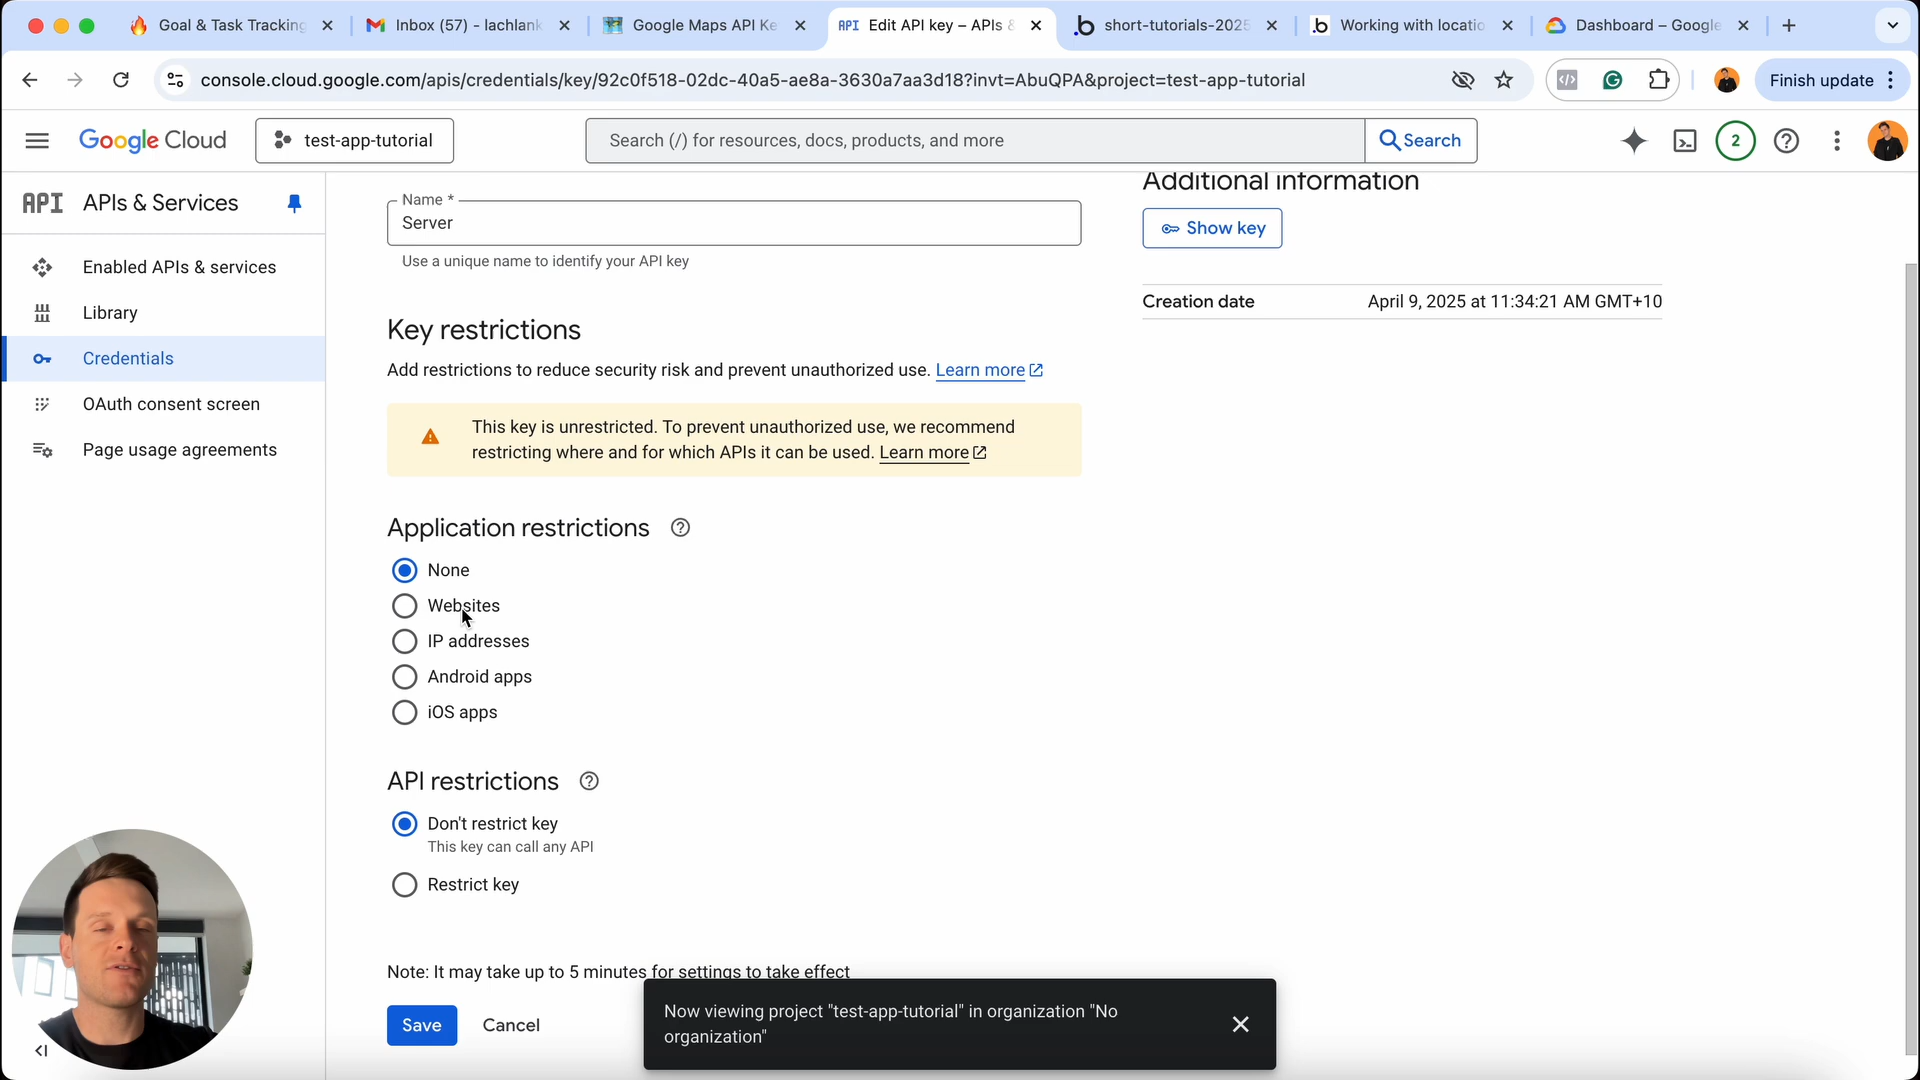 Goal & Task Tracking
Inbox (57) - lachlank
Google Maps API Ke
API Edit API key – APIs &
short-tutorials-2025
Working with locatio
Dashboard – Google
console.cloud.google.com/apis/credentials/key/92c0f518-02dc-40a5-ae8a-3630a7aa3d18?invt=AbuQPA&project=test-app-tutorial
Finish update
Google Cloud
test-app-tutorial
Search (/) for resources, docs, products, and more
Search
2
API APIs & Services
Enabled APIs & services
Library
Credentials
OAuth consent screen
Page usage agreements
Name *
Server
Use a unique name to identify your API key
Key restrictions
Add restrictions to reduce security risk and prevent unauthorized use. Learn more
This key is unrestricted. To prevent unauthorized use, we recommend
restricting where and for which APIs it can be used. Learn more
Application restrictions
None
Websites
IP addresses
Android apps
iOS apps
API restrictions
Don't restrict key
This key can call any API
Restrict key
Note: It may take up to 5 minutes for settings to take effect
Save
Cancel
Additional information
Show key
Creation date
April 9, 2025 at 11:34:21 AM GMT+10
Now viewing project "test-app-tutorial" in organization "No
organization"